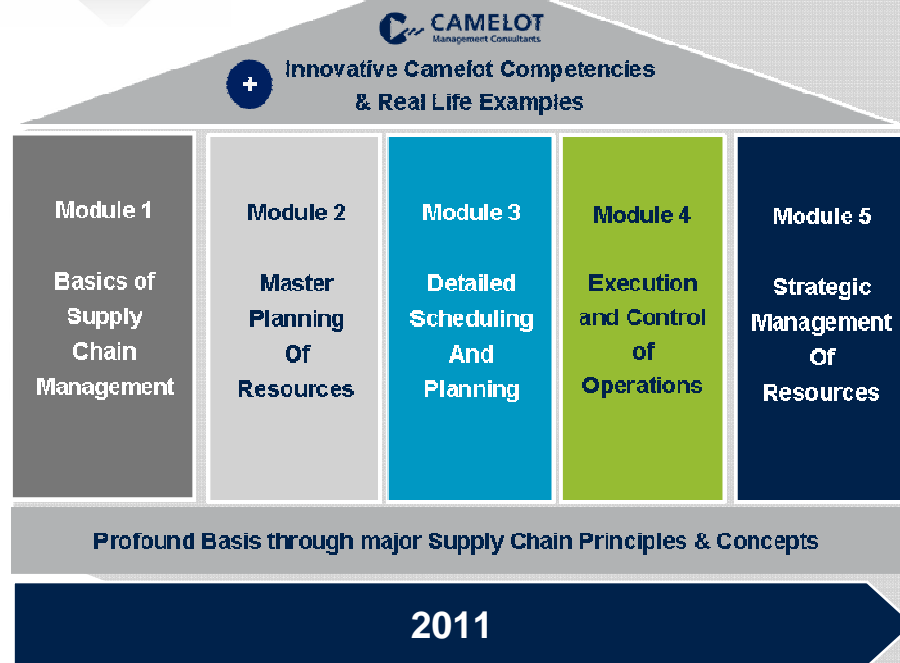 CAMELOT
Management Consultants
+
Innovative Camelot Competencies
& Real Life Examples
Module 1
Basics of
Supply
Chain
Management
Module 2
Master
Planning
Of
Resources
Module 3
Detailed
Scheduling
And
Planning
Module 4
Execution
and Control
of
Operations
Module 5
Strategic
Management
Of
Resources
Profound Basis through major Supply Chain Principles & Concepts
2011